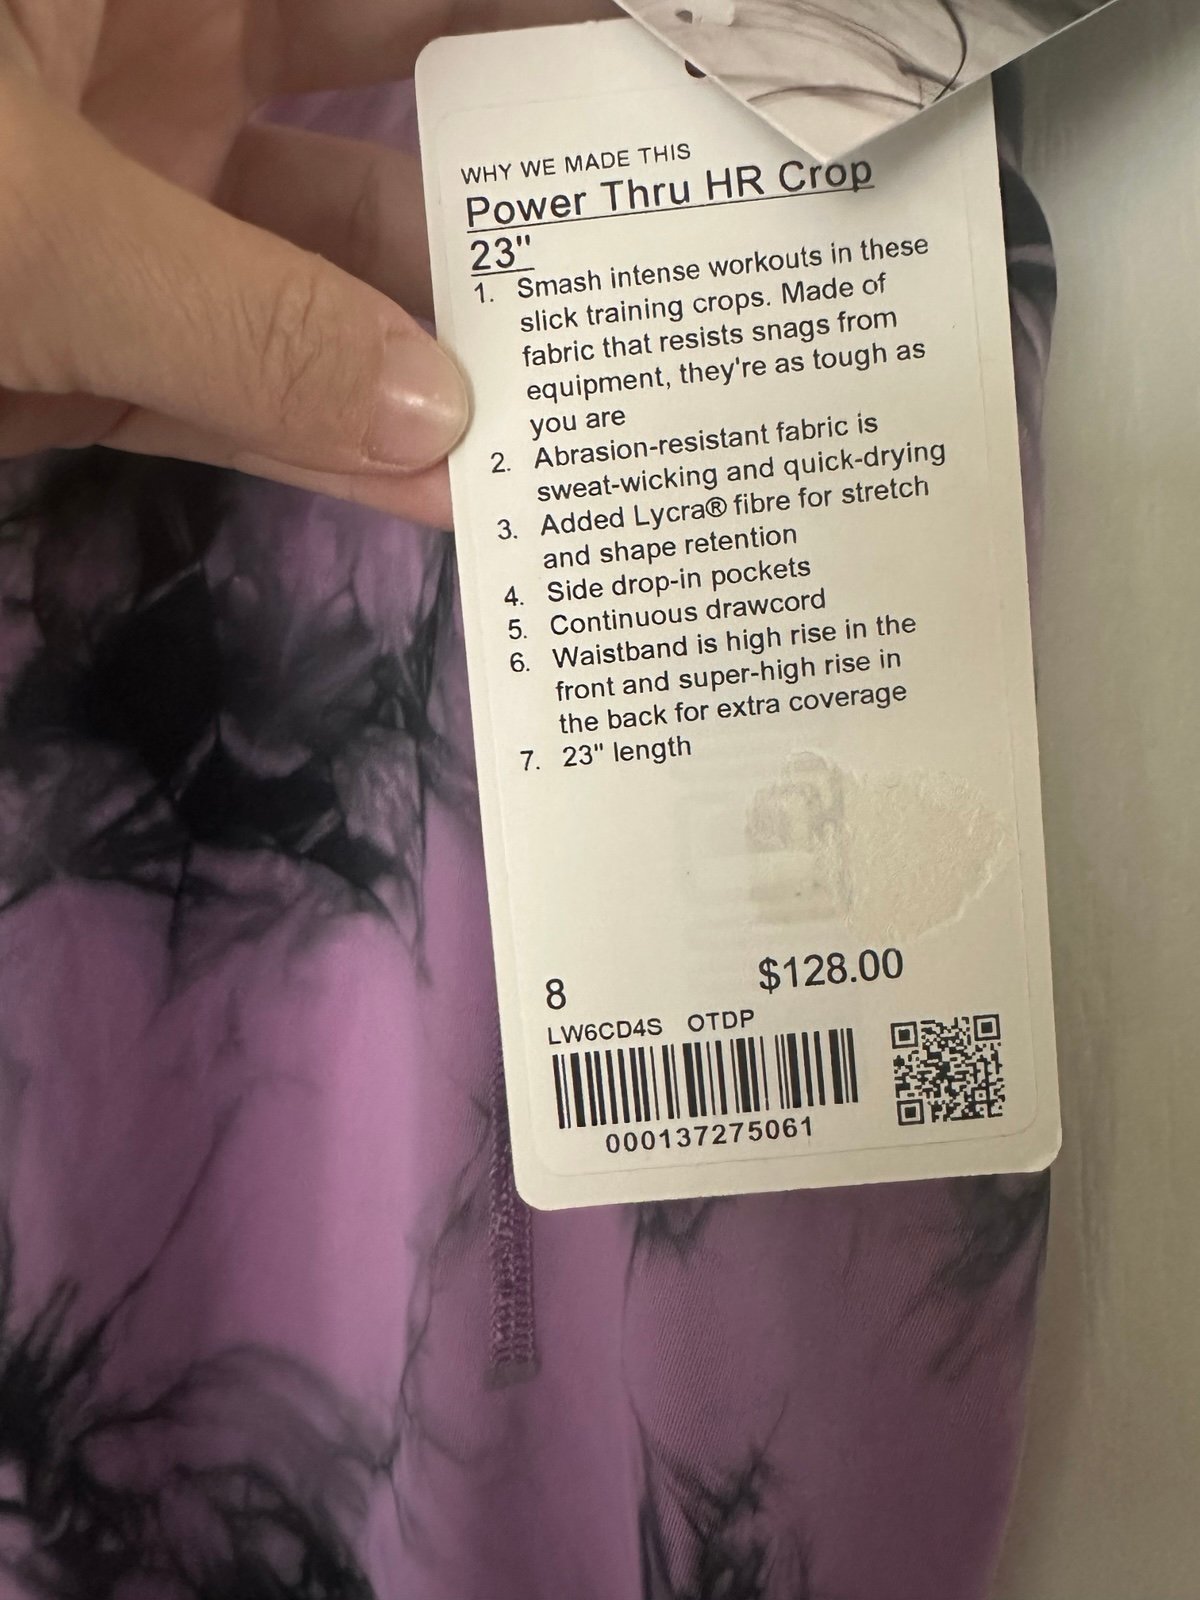 WHY WE MADE THIS
Power Thru HR Crop
23"
1. Smash intense workouts in these
slick training crops. Made of
fabric that resists snags from
equipment, they're as tough as
you are
2. Abrasion-resistant fabric is
sweat-wicking and quick-drying
3. Added Lycra® fibre for stretch
and shape retention
4. Side drop-in pockets
5. Continuous drawcord
6. Waistband is high rise in the
front and super-high rise in
the back for extra coverage
7. 23" length
8 $128.00
LW6CD4S OTDP
000137275061